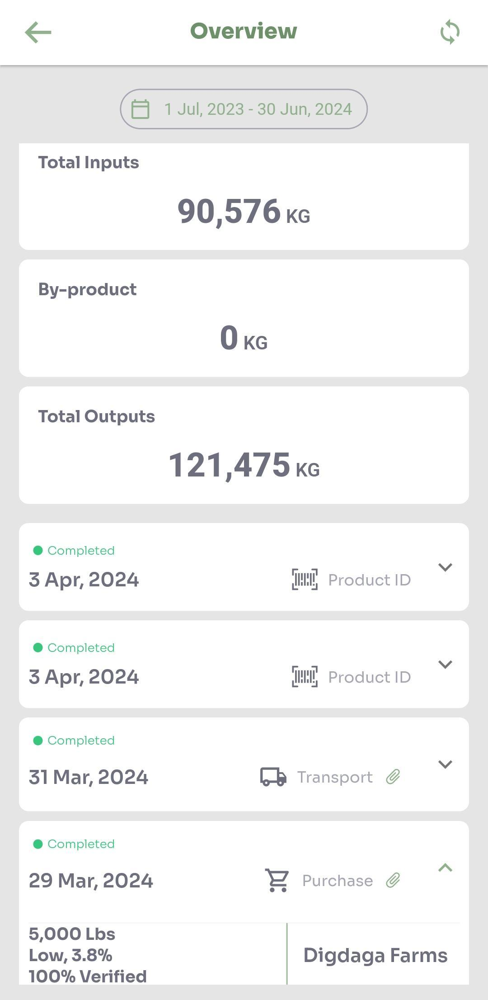 Overview
1 Jul, 2023 - 30 Jun, 2024
Total Inputs
90,576 KG
By-product
0 KG
Total Outputs
121,475 KG
Completed
3 Apr, 2024 Product ID
Completed
3 Apr, 2024 Product ID
Completed
31 Mar, 2024 Transport
Completed
29 Mar, 2024 Purchase
5,000 Lbs
Low, 3.8%
100% Verified
Digdaga Farms